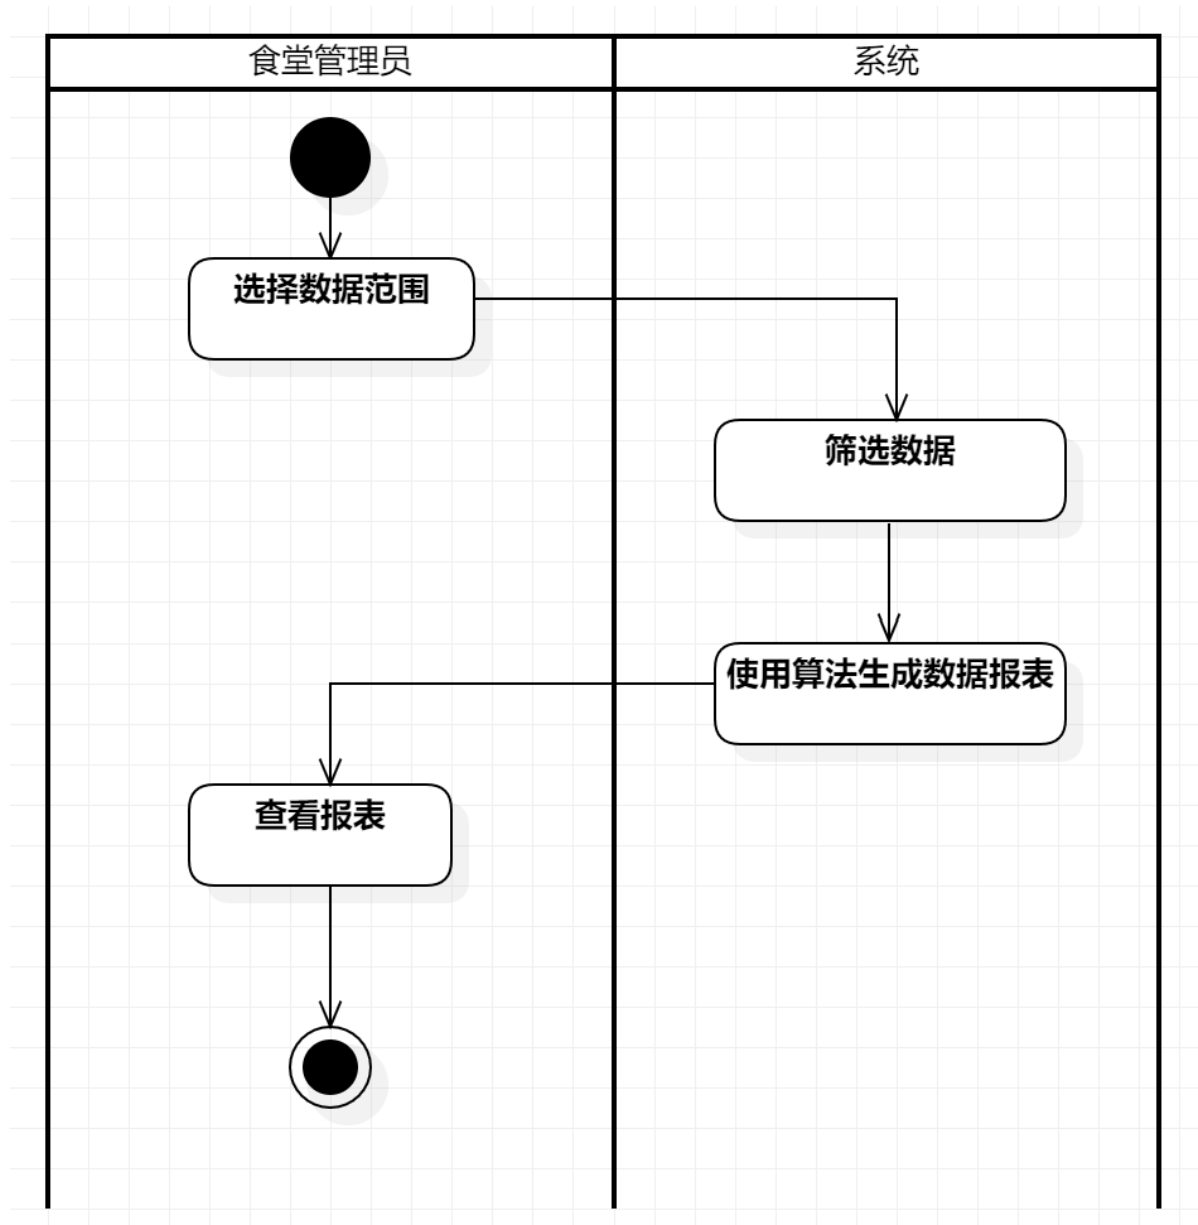 食堂管理员
系统
选择数据范围
筛选数据
使用算法生成数据报表
查看报表